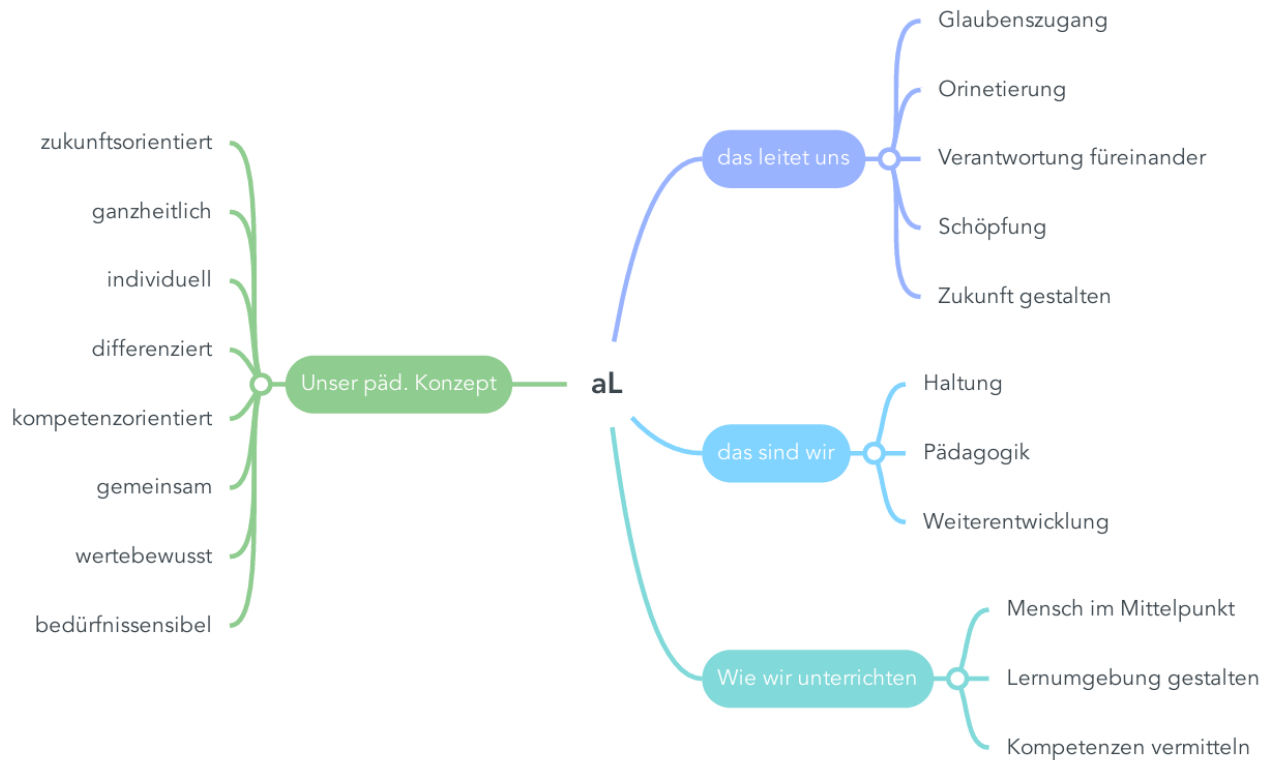 zukunftsorientiert
ganzheitlich
individuell
differenziert
kompetenzorientiert
gemeinsam
wertebewusst
bedürfnissensibel
Unser päd. Konzept
aL
das leitet uns
Glaubenszugang
Orinetierung
Verantwortung füreinander
Schöpfung
Zukunft gestalten
das sind wir
Haltung
Pädagogik
Weiterentwicklung
Wie wir unterrichten
Mensch im Mittelpunkt
Lernumgebung gestalten
Kompetenzen vermitteln